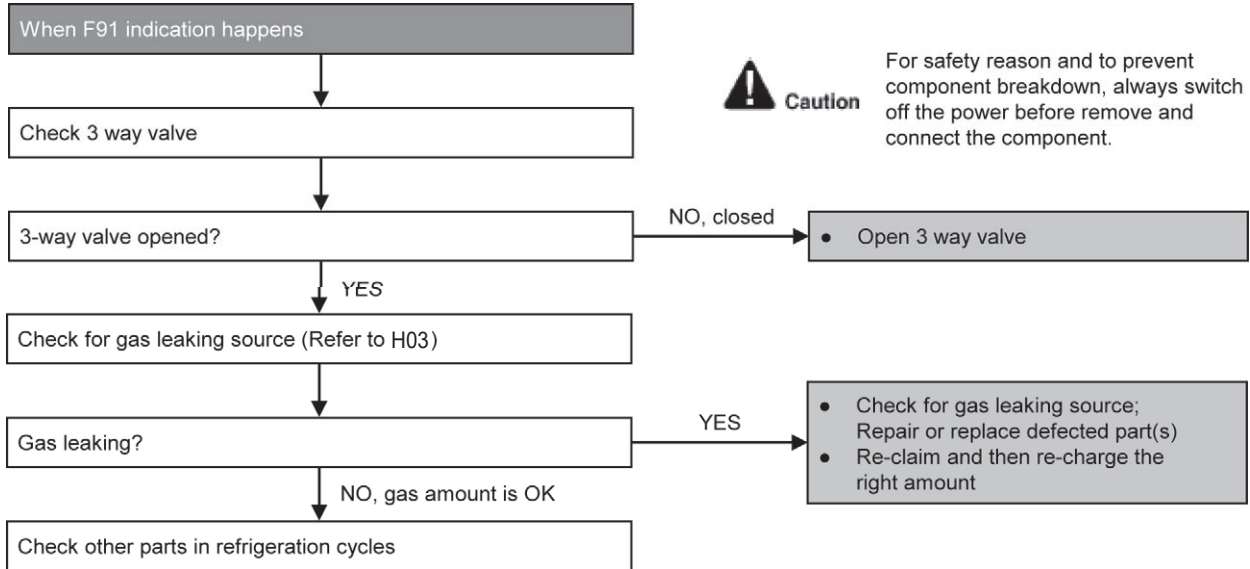 When F91 indication happens
Caution
For safety reason and to prevent
component breakdown, always switch
off the power before remove and
connect the component.
Check 3 way valve
3-way valve opened?
NO, closed
● Open 3 way valve
YES
Check for gas leaking source (Refer to H03)
Gas leaking?
YES
● Check for gas leaking source;
Repair or replace defected part(s)
● Re-claim and then re-charge the
right amount
NO, gas amount is OK
Check other parts in refrigeration cycles